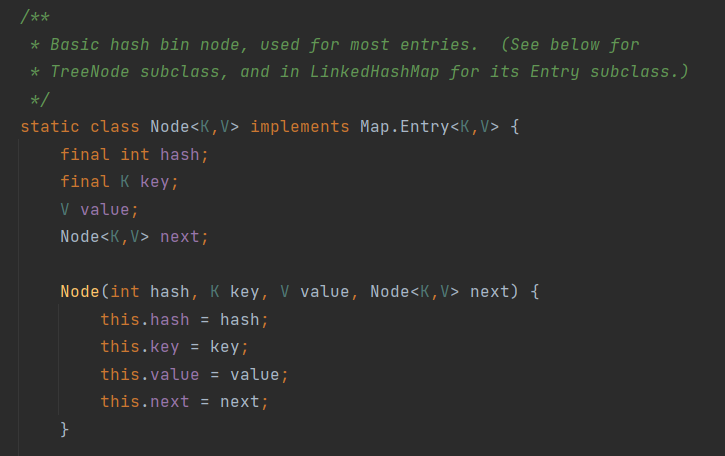 /**
 * Basic hash bin node, used for most entries.  (See below for
 * TreeNode subclass, and in LinkedHashMap for its Entry subclass.)
 */
static class Node<K,V> implements Map.Entry<K,V> {
    final int hash;
    final K key;
    V value;
    Node<K,V> next;

    Node(int hash, K key, V value, Node<K,V> next) {
        this.hash = hash;
        this.key = key;
        this.value = value;
        this.next = next;
    }